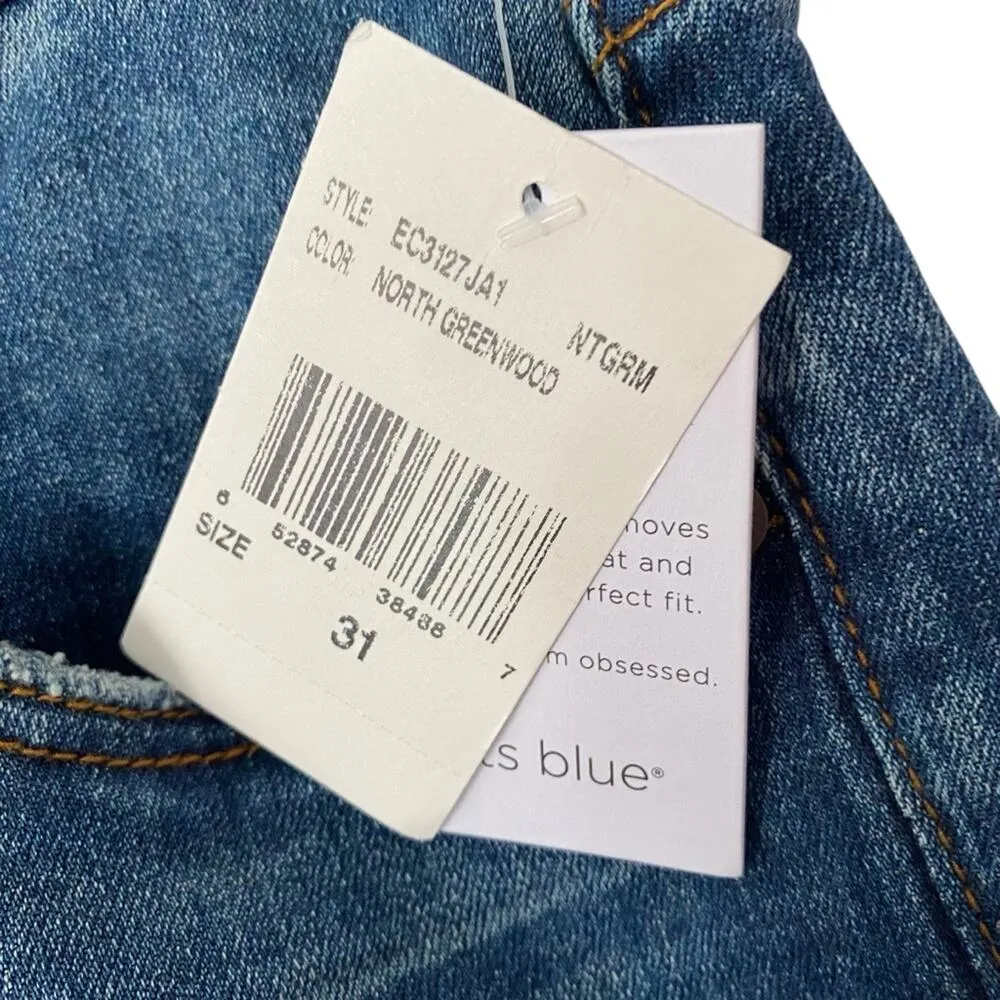 STYLE: EC3127JA1
COLOR: NORTH GREENWOOD NTGRM
6 52874 38488 7
SIZE 31
moves
at and
rfect fit.
m obsessed.
ts blue®